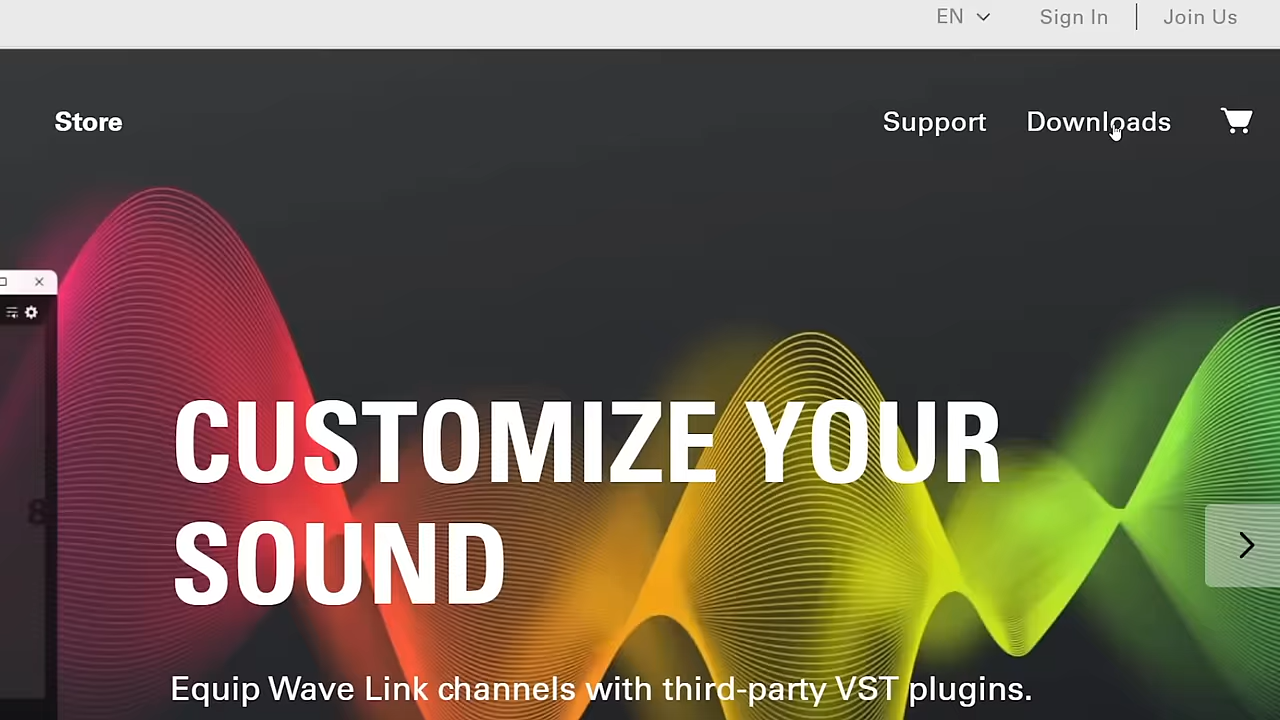 EN
Sign In
Join Us
Store
Support
Downloads
8
CUSTOMIZE YOUR
SOUND
Equip Wave Link channels with third-party VST plugins.